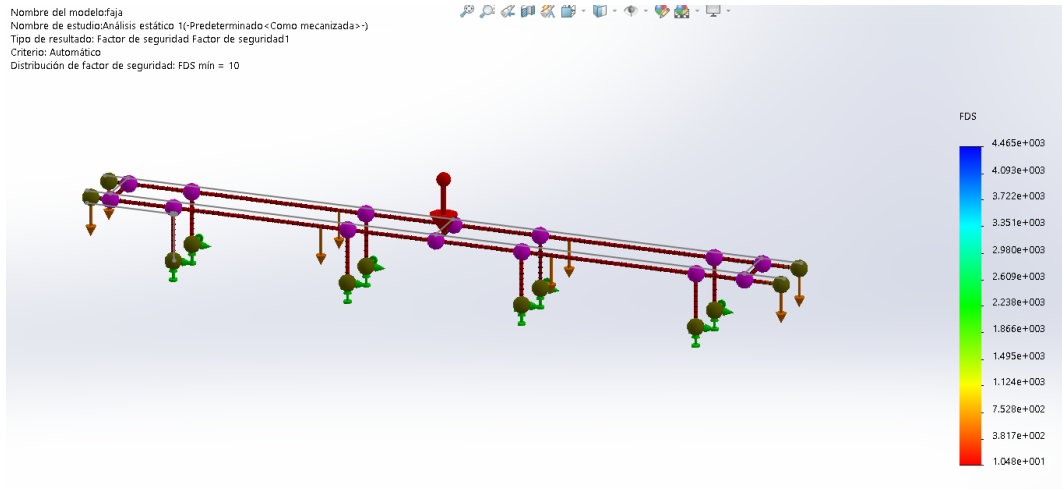 Nombre del modelo:faja
Nombre de estudio:Análisis estático 1(-Predeterminado<Como mecanizada>-)
Tipo de resultado: Factor de seguridad Factor de seguridad1
Criterio: Automático
Distribución de factor de seguridad: FDS mín = 10
FDS
4.465e+003
4.093e+003
3.722e+003
3.351e+003
2.980e+003
2.609e+003
2.238e+003
1.866e+003
1.495e+003
1.124e+003
7.528e+002
3.817e+002
1.048e+001